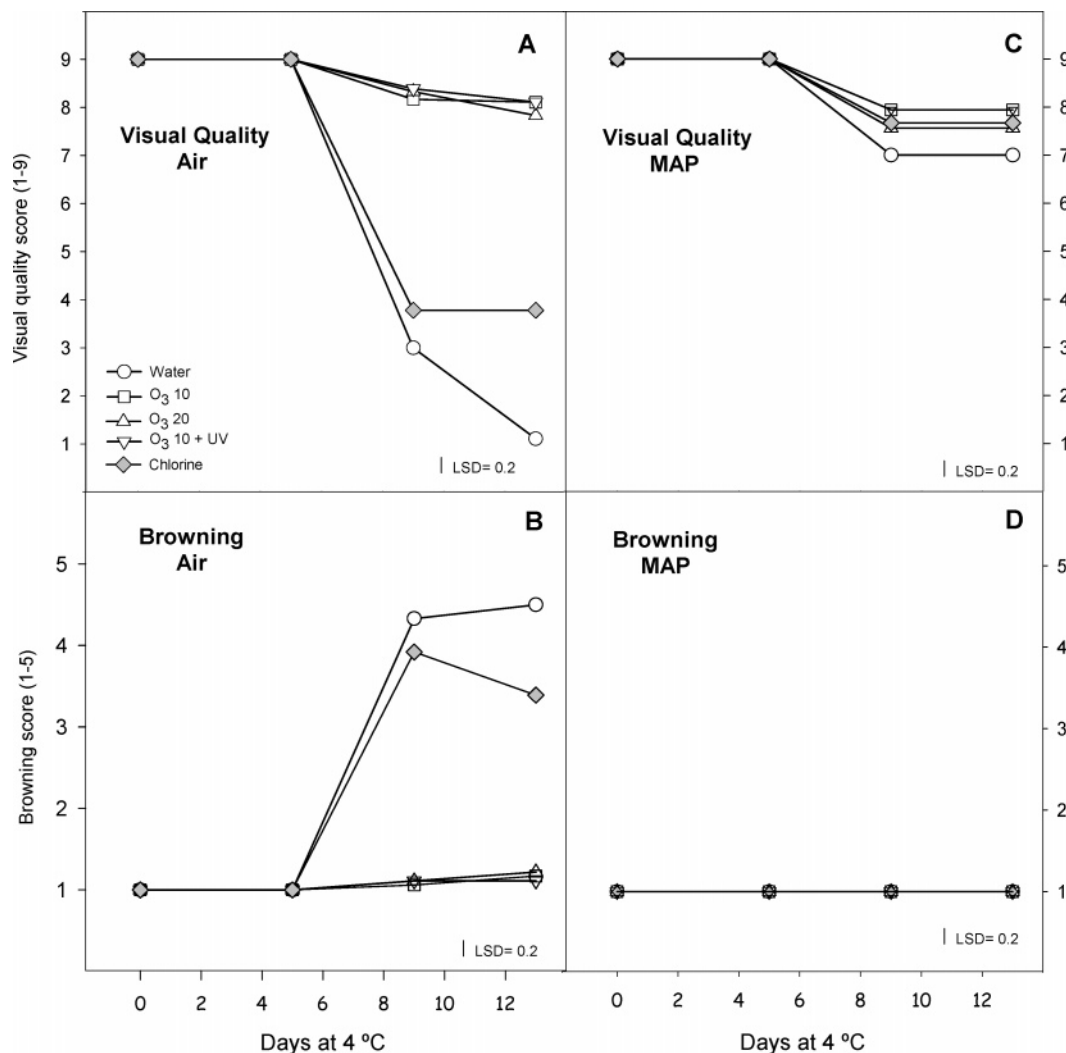 A
Visual Quality
Air
Visual quality score (1-9)
9
8
7
6
5
4
3
2
1
Water
O₃ 10
O₃ 20
O₃ 10 + UV
Chlorine
LSD= 0.2
C
Visual Quality
MAP
9
8
7
6
5
4
3
2
1
LSD= 0.2
B
Browning
Air
Browning score (1-5)
5
4
3
2
1
LSD= 0.2
0 2 4 6 8 10 12
Days at 4 ºC
D
Browning
MAP
5
4
3
2
1
LSD= 0.2
0 2 4 6 8 10 12
Days at 4 ºC